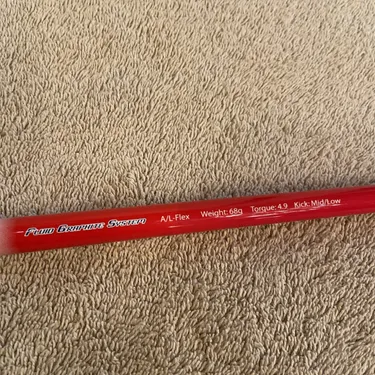 Fluid Graphite System A/L-Flex Weight: 68g Torque: 4.9 Kick: Mid/Low